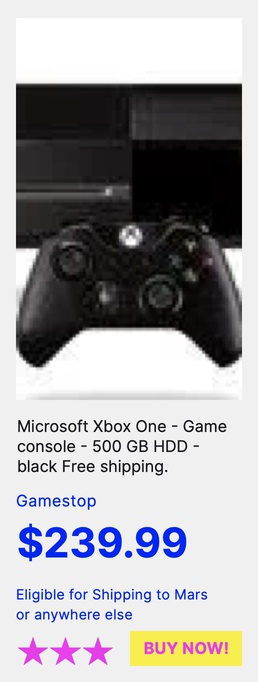 Microsoft Xbox One - Game
console - 500 GB HDD -
black Free shipping.
Gamestop
$239.99
Eligible for Shipping to Mars
or anywhere else
BUY NOW!